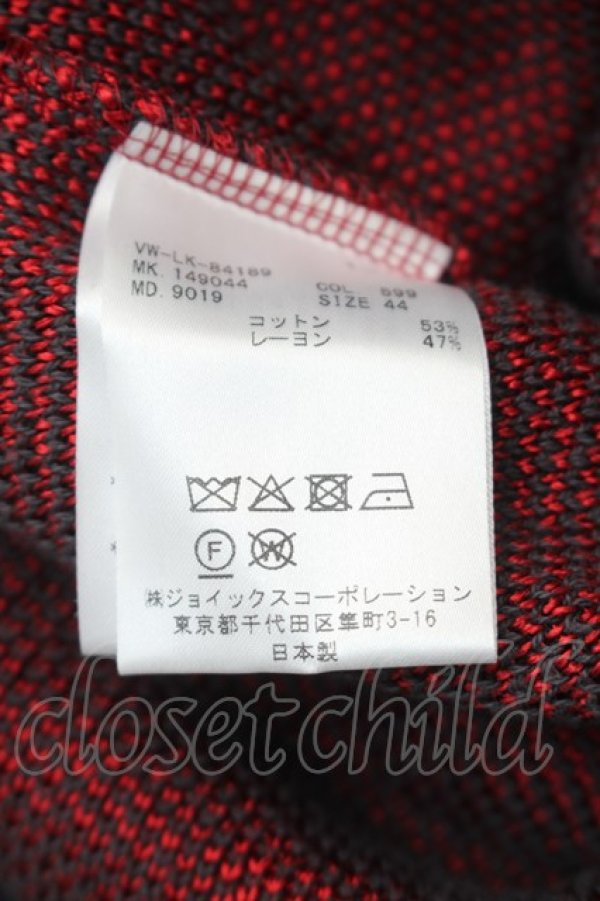 VW-LK-84189
MK. 149044 COL 899
MD. 9019 SIZE 44
コットン 53%
レーヨン 47%
F W
㈱ジョイックスコーポレーション
東京都千代田区隼町3-16
日本製
closetchild